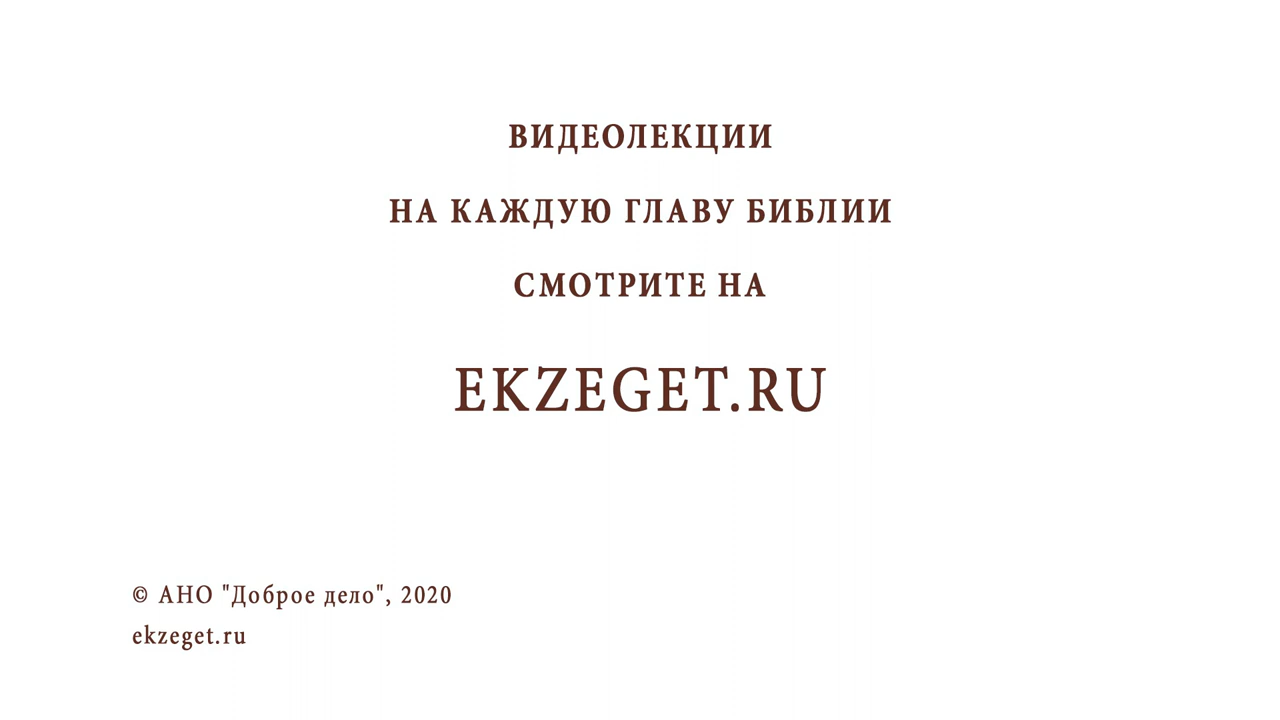 ВИДЕОЛЕКЦИИ
НА КАЖДУЮ ГЛАВУ БИБЛИИ
СМОТРИТЕ НА
EKZEGET.RU
© АНО "Доброе дело", 2020
ekzeget.ru